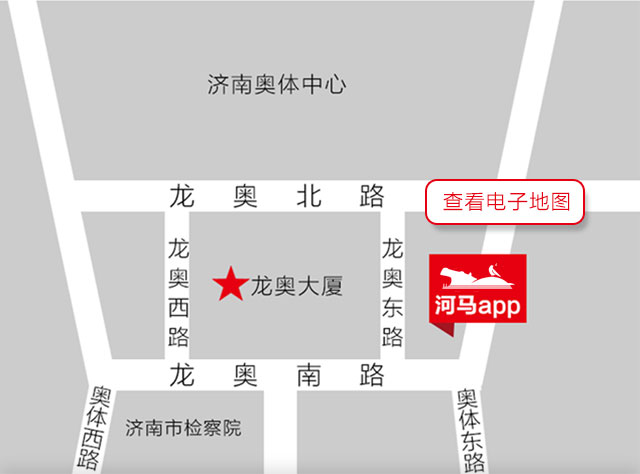 济南奥体中心
龙奥北路
查看电子地图
龙奥西路
龙奥大厦
龙奥东路
河马app
龙奥南路
奥体西路
济南市检察院
奥体东路